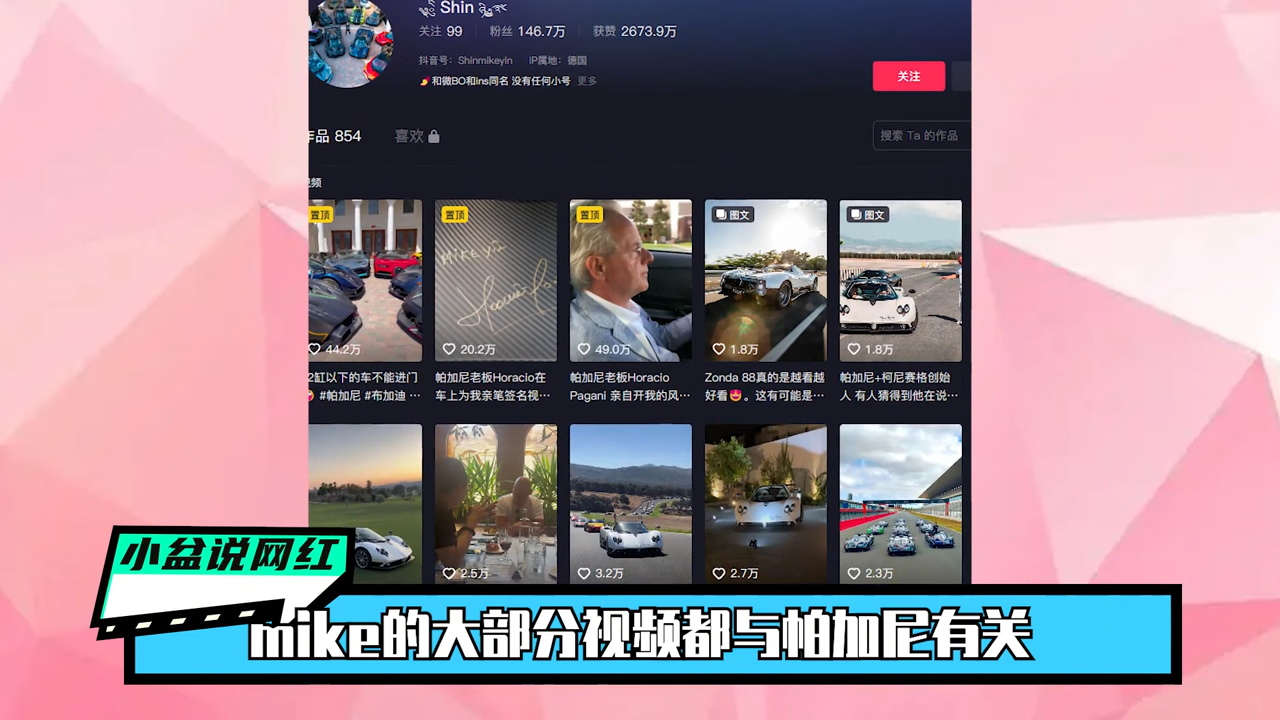 Shin
关注 99 粉丝 146.7万 获赞 2673.9万
抖音号：Shinmikeyin IP属地：德国
和微BO和ins同名 没有任何小号 更多
关注
作品 854 喜欢
搜索 Ta 的作品
视频
置顶
置顶
置顶
图文
图文
Mike yin
44.2万
20.2万
49.0万
1.8万
1.8万
2缸以下的车不能进门
#帕加尼 #布加迪 …
帕加尼老板Horacio在
车上为我亲笔签名视…
帕加尼老板Horacio
Pagani 亲自开我的风…
Zonda 88真的是越看越
好看🤩。这有可能是…
帕加尼+柯尼赛格创始
人 有人猜得到他在说…
2.5万
3.2万
2.7万
2.3万
小盆说网红
mike的大部分视频都与帕加尼有关